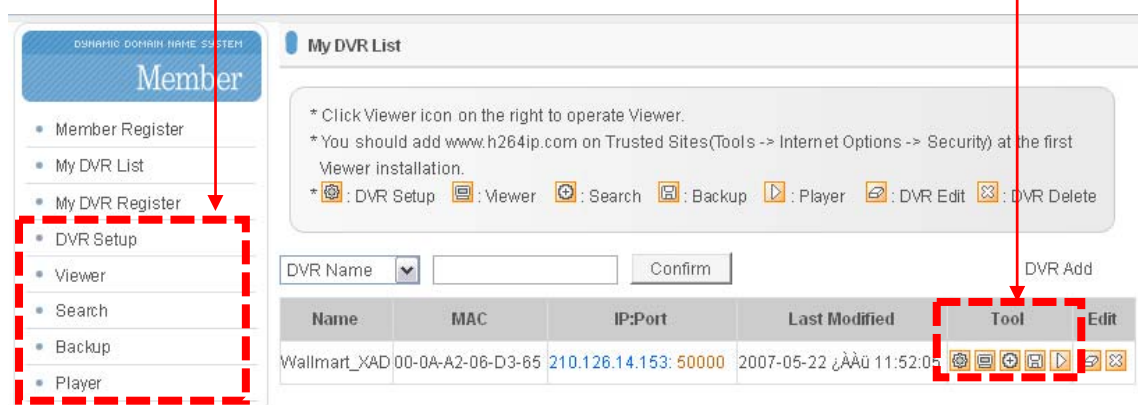 DYNAMIC DOMAIN NAME SYSTEM
Member
Member Register
My DVR List
My DVR Register
DVR Setup
Viewer
Search
Backup
Player
My DVR List
* Click Viewer icon on the right to operate Viewer.
* You should add www.h264ip.com on Trusted Sites(Tools -> Internet Options -> Security) at the first
Viewer installation.
* : DVR Setup : Viewer : Search : Backup : Player : DVR Edit : DVR Delete
DVR Name Confirm DVR Add
Name MAC IP:Port Last Modified Tool Edit
Wallmart_XAD 00-0A-A2-06-D3-65 210.126.14.153: 50000 2007-05-22 ¿ÀÀü 11:52:05